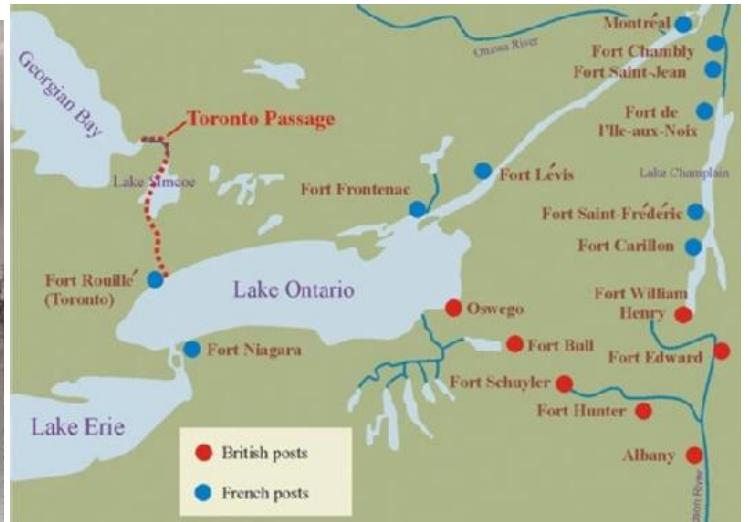 Montréal
Ottawa River
Fort Chambly
Fort Saint-Jean
Georgian Bay
Toronto Passage
Fort de
l'Ile-aux-Noix
Lake Simcoe
Fort Lévis
Lake Champlain
Fort Frontenac
Fort Saint-Frédéric
Fort Carillon
Fort Rouillé
(Toronto)
Lake Ontario
Fort William
Henry
Oswego
Fort Niagara
Fort Bull
Fort Edward
Fort Schuyler
Fort Hunter
Lake Erie
British posts
Albany
French posts
River